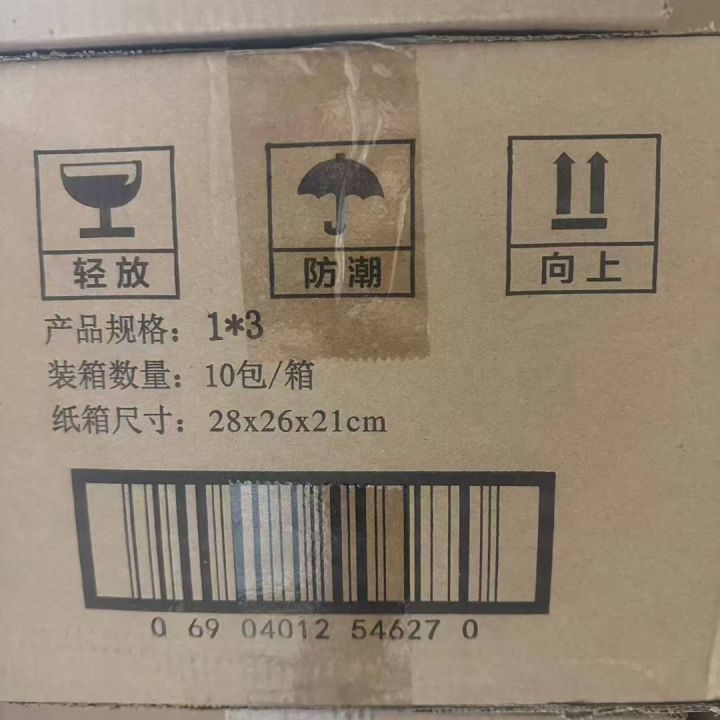 轻放 防潮 向上
产品规格：1*3
装箱数量：10包/箱
纸箱尺寸：28x26x21cm
0 69 04012 54627 0